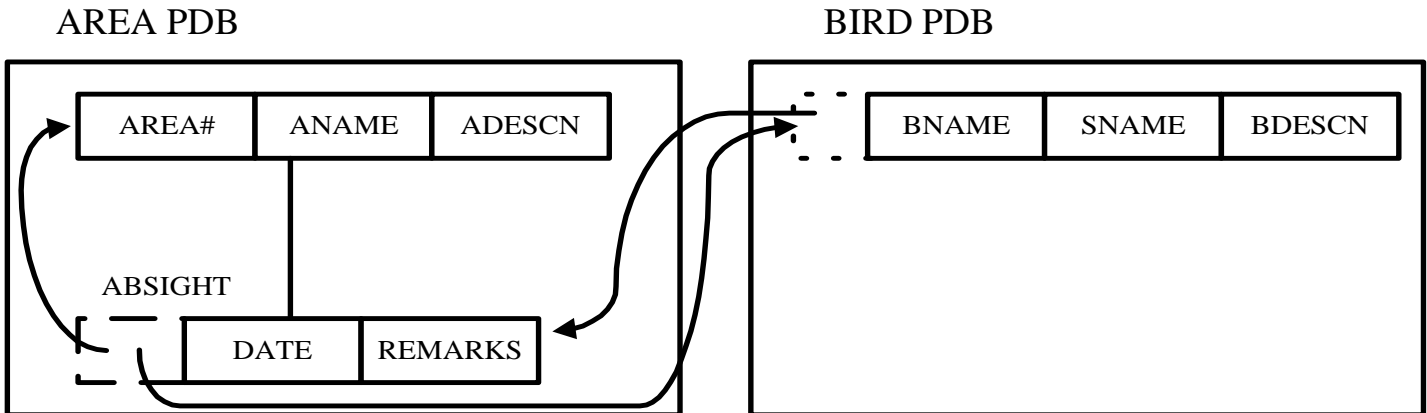 AREA PDB
BIRD PDB
AREA# ANAME ADESCN
BNAME SNAME BDESCN
ABSIGHT
DATE REMARKS